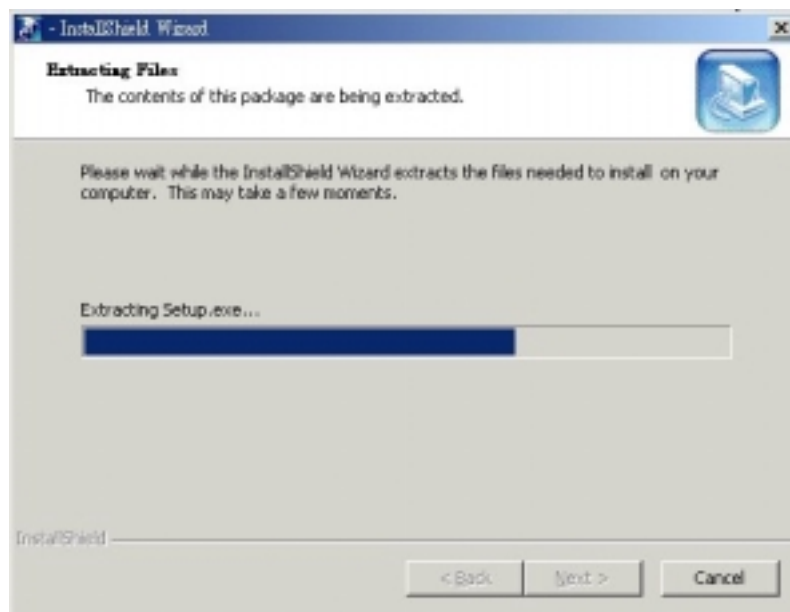 - InstallShield Wizard
Extracting Files
The contents of this package are being extracted.
Please wait while the InstallShield Wizard extracts the files needed to install on your
computer. This may take a few moments.
Extracting Setup.exe...
InstallShield
< Back
Next >
Cancel